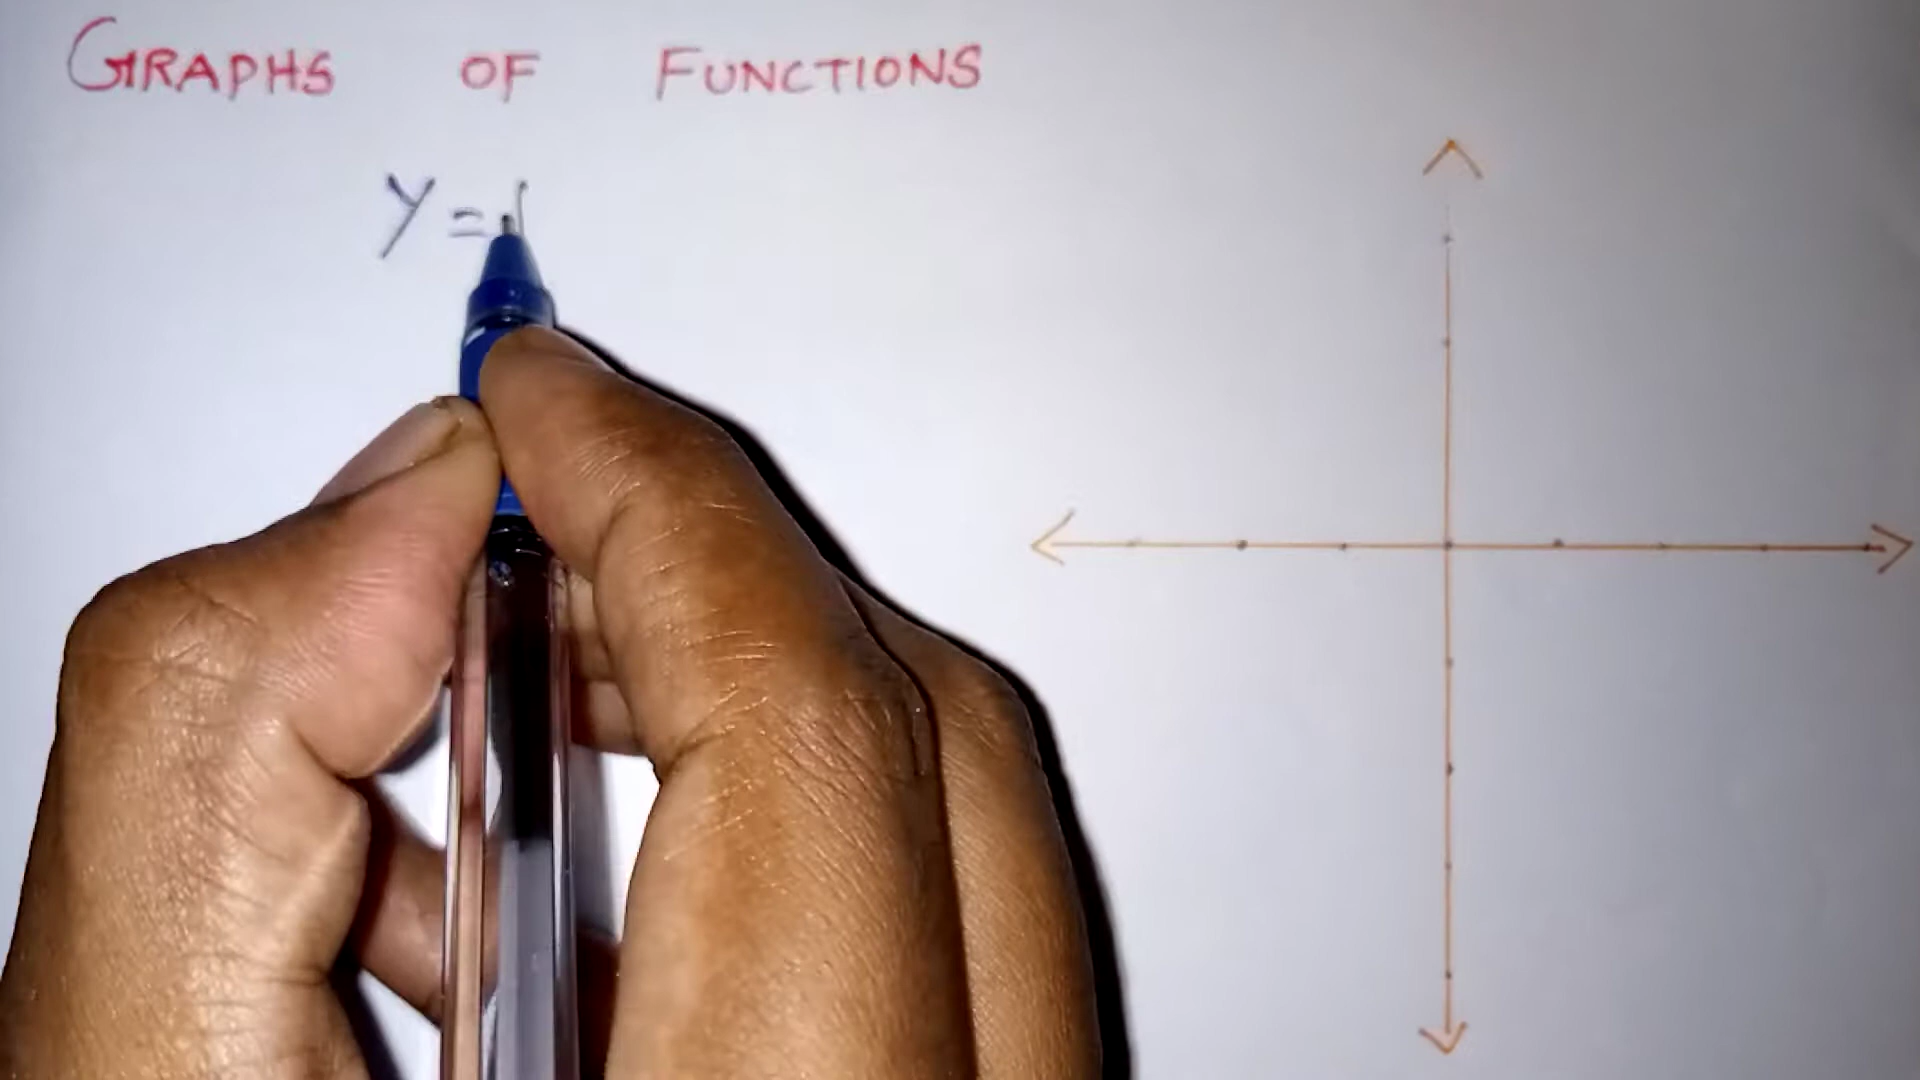 GRAPHS OF FUNCTIONS
y =